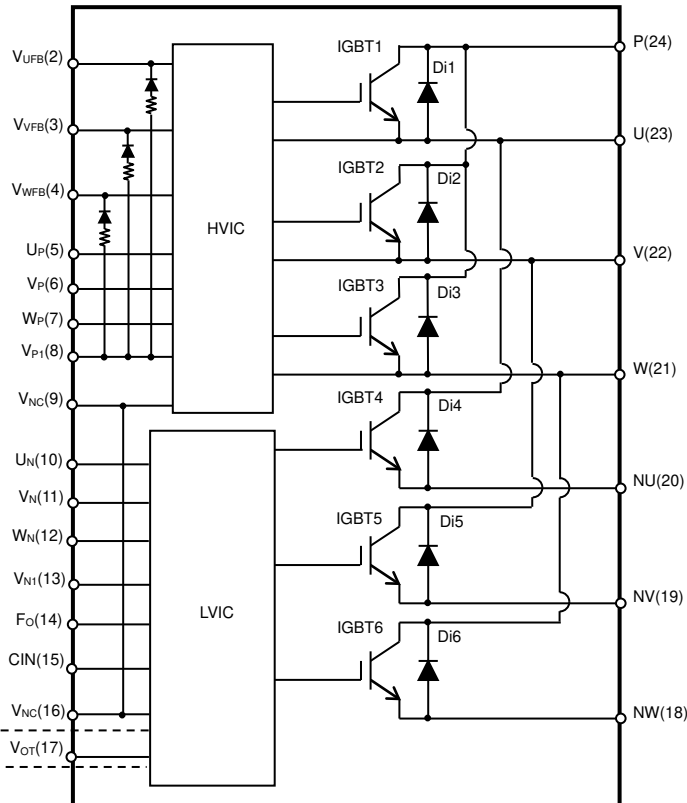 VUFB(2)
VVFB(3)
VWFB(4)
UP(5)
VP(6)
WP(7)
VP1(8)
VNC(9)
UN(10)
VN(11)
WN(12)
VN1(13)
FO(14)
CIN(15)
VNC(16)
VOT(17)
HVIC
LVIC
IGBT1
Di1
IGBT2
Di2
IGBT3
Di3
IGBT4
Di4
IGBT5
Di5
IGBT6
Di6
P(24)
U(23)
V(22)
W(21)
NU(20)
NV(19)
NW(18)